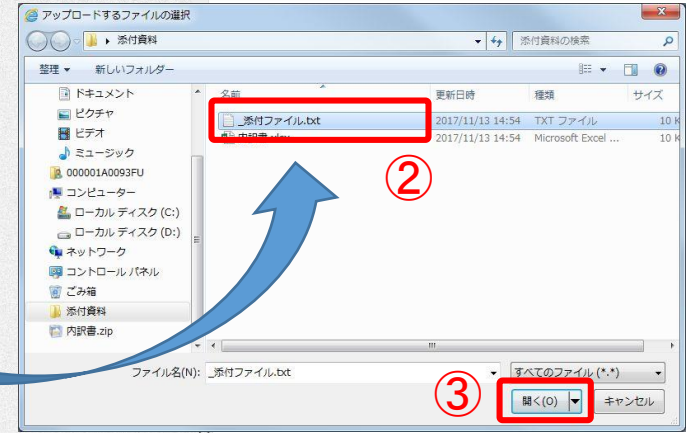 アップロードするファイルの選択
添付資料
添付資料の検索
整理 新しいフォルダー
名前 更新日時 種類 サイズ
_添付ファイル.txt 2017/11/13 14:54 TXT ファイル 10 K
内訳書.xlsx 2017/11/13 14:54 Microsoft Excel ... 10 K
②
ドキュメント
ピクチャ
ビデオ
ミュージック
000001A0093FU
コンピューター
ローカル ディスク (C:)
ローカル ディスク (D:)
ネットワーク
コントロール パネル
ごみ箱
添付資料
内訳書.zip
ファイル名(N): _添付ファイル.txt すべてのファイル (*.*)
③
開く(O) キャンセル